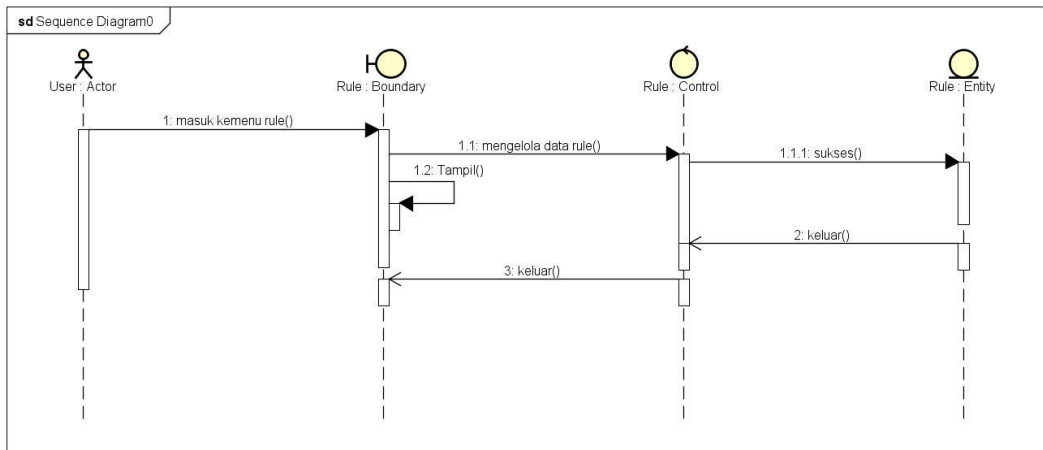 sd Sequence Diagram0
User : Actor
Rule : Boundary
Rule : Control
Rule : Entity
1: masuk kemenu rule()
1.1: mengelola data rule()
1.1.1: sukses()
1.2: Tampil()
2: keluar()
3: keluar()